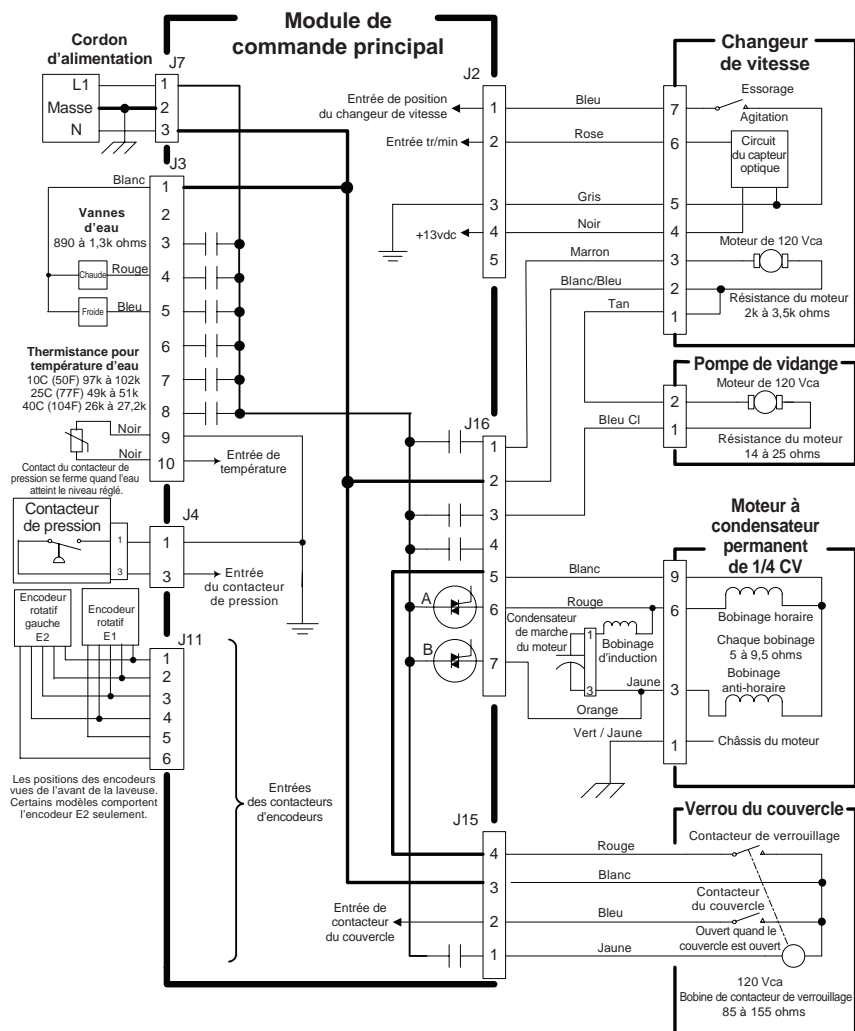 Module de
commande principal
Cordon
d'alimentation
J7
L1
1
Masse
2
N
3
J3
Blanc
1
2
Vannes
d'eau
890 à 1,3k ohms
3
Chaude
Rouge
4
Froide
Bleu
5
6
Thermistance pour
température d'eau
10C (50F) 97k à 102k
25C (77F) 49k à 51k
40C (104F) 26k à 27,2k
7
8
Noir
9
Noir
10
Entrée de
température
Contact du contacteur de
pression se ferme quand l'eau
atteint le niveau réglé.
Contacteur
de pression
1
3
J4
1
3
Entrée
du contacteur
de pression
Encodeur
rotatif
gauche
E2
Encodeur
rotatif
E1
J11
1
2
3
4
5
6
Les positions des encodeurs
vues de l'avant de la laveuse.
Certains modèles comportent
l'encodeur E2 seulement.
Entrées
des contacteurs
d'encodeurs
J2
Entrée de position
du changeur de vitesse
1
Bleu
Entrée tr/min
2
Rose
3
Gris
+13vdc
4
Noir
5
Marron
Blanc/Bleu
Tan
Changeur
de vitesse
7
Essorage
Agitation
6
Circuit
du capteur
optique
5
4
Moteur de 120 Vca
3
2
Résistance du moteur
2k à 3,5k ohms
1
Pompe de vidange
Moteur de 120 Vca
2
1
Bleu Cl
Résistance du moteur
14 à 25 ohms
J16
1
2
3
4
5
Blanc
A
6
Rouge
B
7
Condensateur
de marche
du moteur
1
3
Bobinage
d'induction
Jaune
Orange
Vert / Jaune
Moteur à
condensateur
permanent
de 1/4 CV
9
6
Bobinage horaire
Chaque bobinage
5 à 9,5 ohms
Bobinage
anti-horaire
3
1
Châssis du moteur
J15
Verrou du couvercle
4
Rouge
Contacteur de verrouillage
3
Blanc
Contacteur
du couvercle
Entrée de
contacteur
du couvercle
2
Bleu
Ouvert quand le
couvercle est ouvert
1
Jaune
120 Vca
Bobine de contacteur de verrouillage
85 à 155 ohms